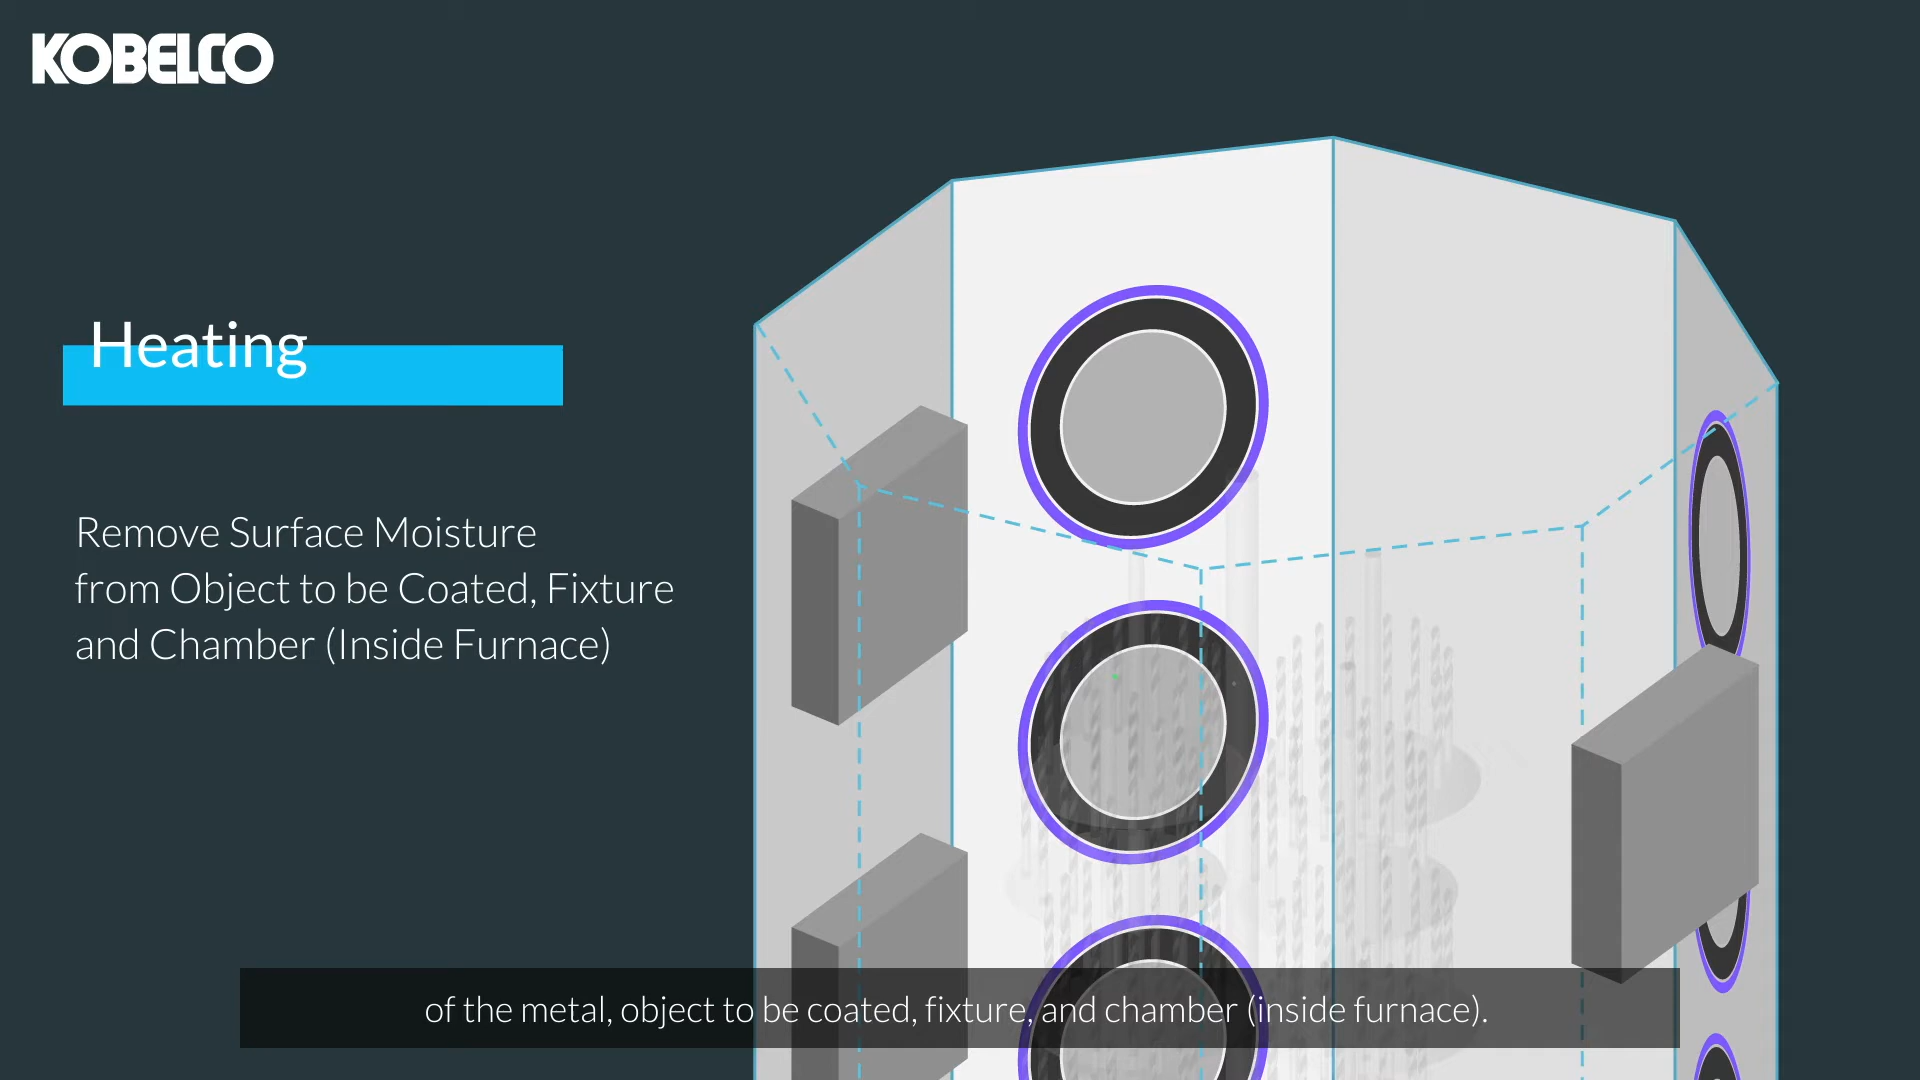 KOBELCO
Heating
Remove Surface Moisture
from Object to be Coated, Fixture
and Chamber (Inside Furnace)
of the metal, object to be coated, fixture, and chamber (inside furnace).